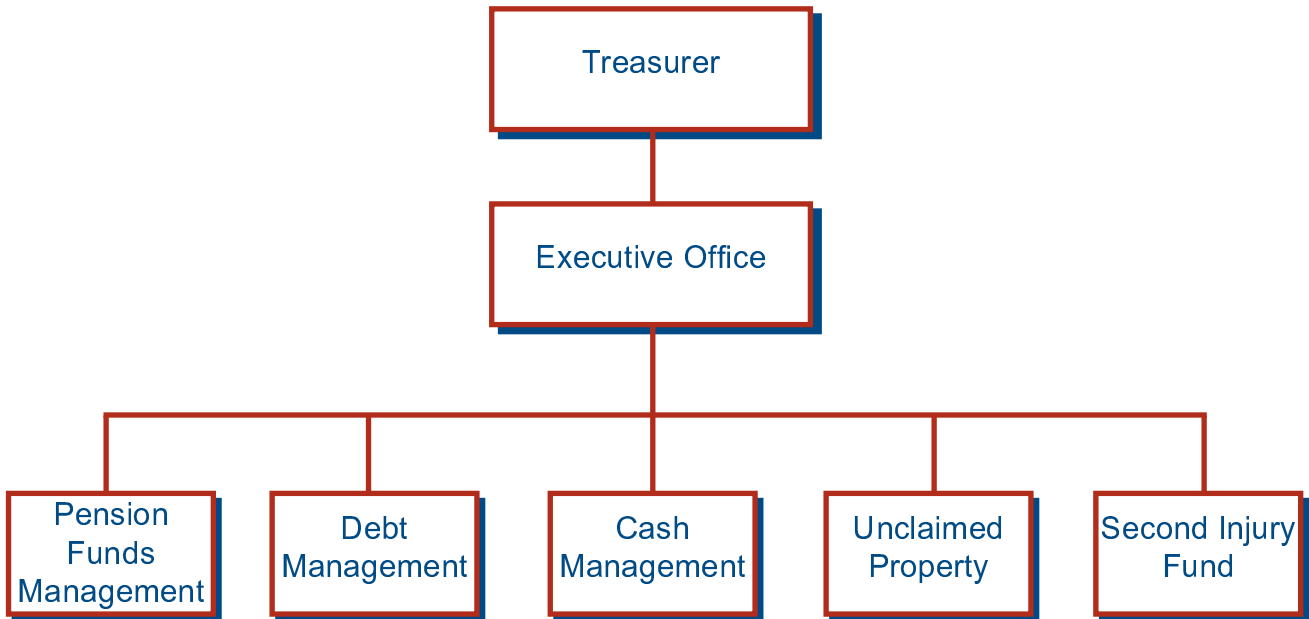 Treasurer
Executive Office
Pension
Funds
Management
Debt
Management
Cash
Management
Unclaimed
Property
Second Injury
Fund